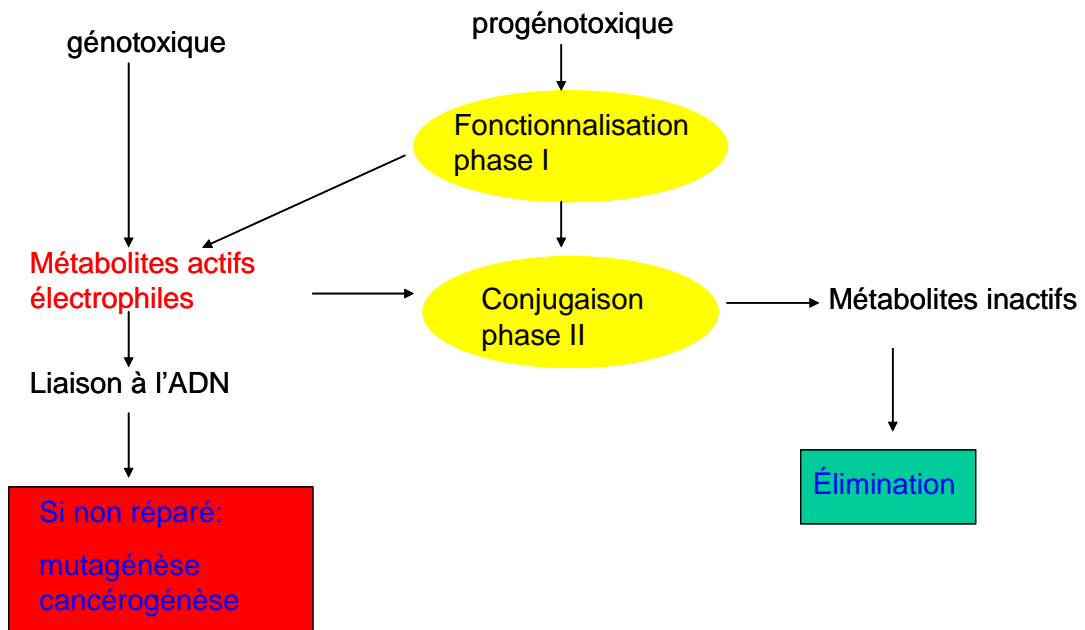 génotoxique
progénotoxique
Fonctionnalisation
phase I
Métabolites actifs
électrophiles
Conjugaison
phase II
Métabolites inactifs
Liaison à l'ADN
Élimination
Si non réparé:
mutagénèse
cancérogénèse